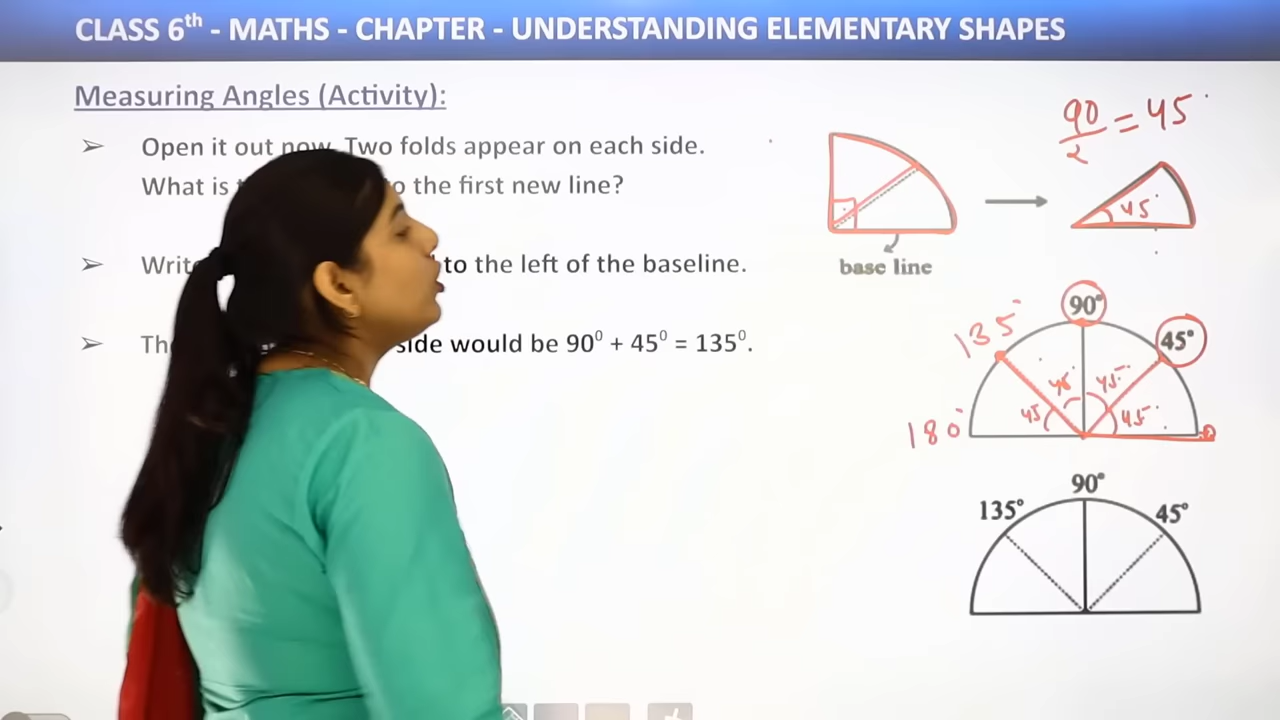 CLASS 6th - MATHS - CHAPTER - UNDERSTANDING ELEMENTARY SHAPES
Measuring Angles (Activity):
➢ Open it out now. Two folds appear on each side.
What is to the first new line?
➢ to the left of the baseline.
➢ side would be 90⁰ + 45⁰ = 135⁰.
90/2 = 45°
45°
base line
90°
135°
45°
45 45 45 45°
180°
0
90°
135°
45°